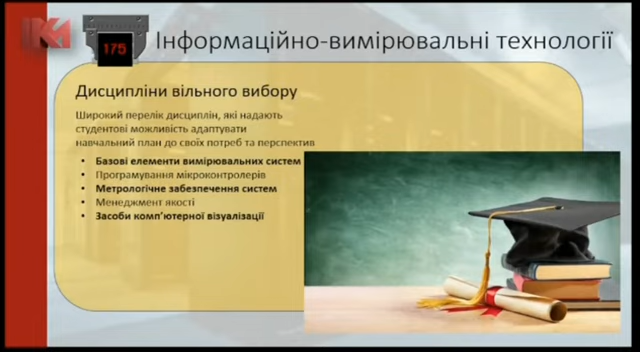 175
Інформаційно-вимірювальні технології
Дисципліни вільного вибору
Широкий перелік дисциплін, які надають
студентові можливість адаптувати
навчальний план до своїх потреб та перспектив
• Базові елементи вимірювальних систем
• Програмування мікроконтролерів
• Метрологічне забезпечення систем
• Менеджмент якості
• Засоби комп'ютерної візуалізації